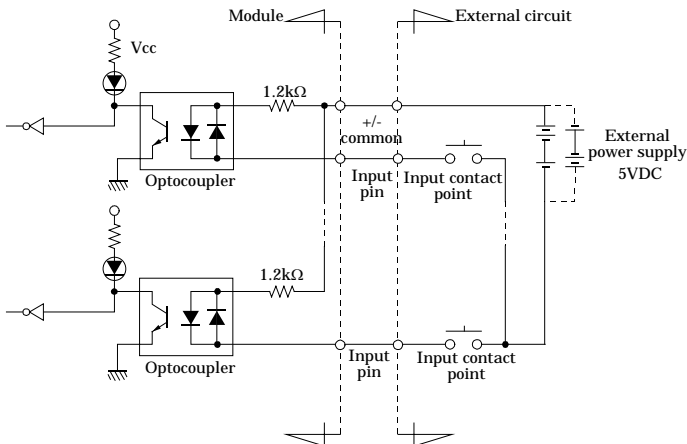 Module
External circuit
Vcc
1.2kΩ
+/-
common
External
power supply
5VDC
Optocoupler
Input
pin
Input contact
point
1.2kΩ
Optocoupler
Input
pin
Input contact
point